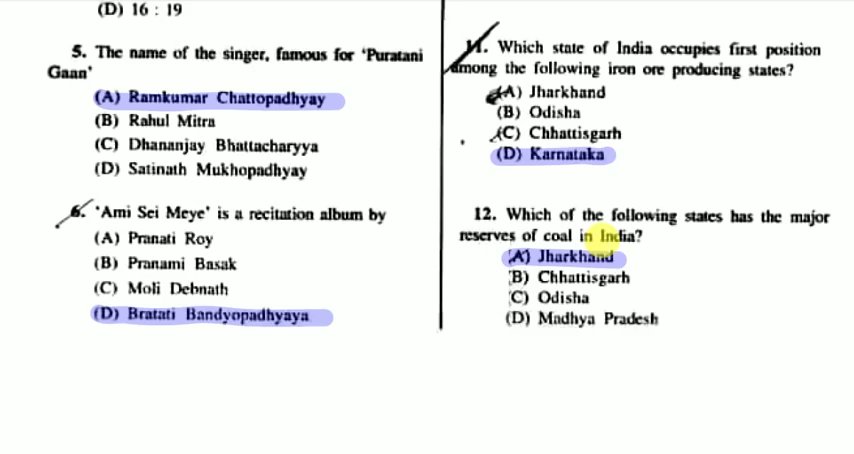 (D) 16 : 19
5. The name of the singer, famous for 'Puratani
Gaan'
(A) Ramkumar Chattopadhyay
(B) Rahul Mitra
(C) Dhananjay Bhattacharyya
(D) Satinath Mukhopadhyay
6. 'Ami Sei Meye' is a recitation album by
(A) Pranati Roy
(B) Pranami Basak
(C) Moli Debnath
(D) Bratati Bandyopadhyaya
11. Which state of India occupies first position
among the following iron ore producing states?
(A) Jharkhand
(B) Odisha
(C) Chhattisgarh
(D) Karnataka
12. Which of the following states has the major
reserves of coal in India?
(A) Jharkhand
(B) Chhattisgarh
(C) Odisha
(D) Madhya Pradesh